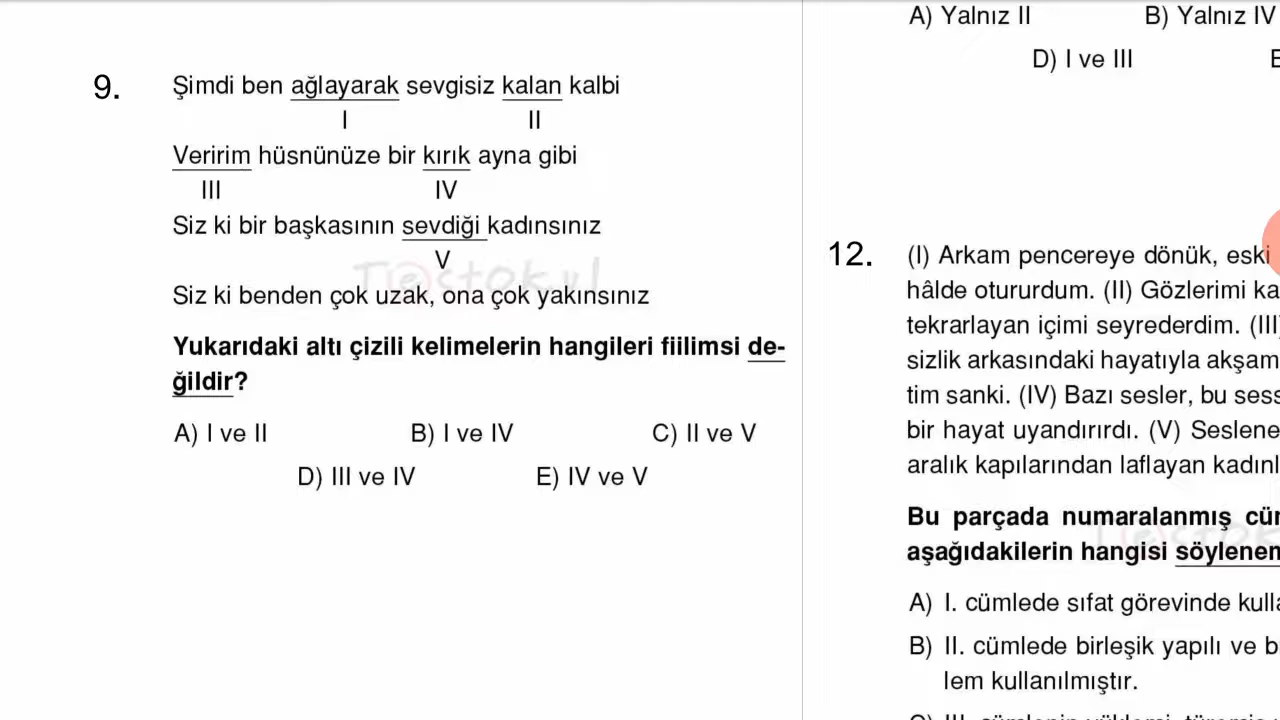 9. Şimdi ben ağlayarak sevgisiz kalan kalbi
I II
Veririm hüsnünüze bir kırık ayna gibi
III IV
Siz ki bir başkasının sevdiği kadınsınız
V
Siz ki benden çok uzak, ona çok yakınsınız
Yukarıdaki altı çizili kelimelerin hangileri fiilimsi de-
ğildir?
A) I ve II B) I ve IV C) II ve V
D) III ve IV E) IV ve V
TestOkul
A) Yalnız II B) Yalnız IV
D) I ve III E
12. (I) Arkam pencereye dönük, eski
hâlde otururdum. (II) Gözlerimi ka
tekrarlayan içimi seyrederdim. (III)
sizlik arkasındaki hayatıyla akşam
tim sanki. (IV) Bazı sesler, bu sess
bir hayat uyandırırdı. (V) Seslene
aralık kapılarından laflayan kadınl
Bu parçada numaralanmış cüm
aşağıdakilerin hangisi söylenem
A) I. cümlede sıfat görevinde kulla
B) II. cümlede birleşik yapılı ve b
lem kullanılmıştır.